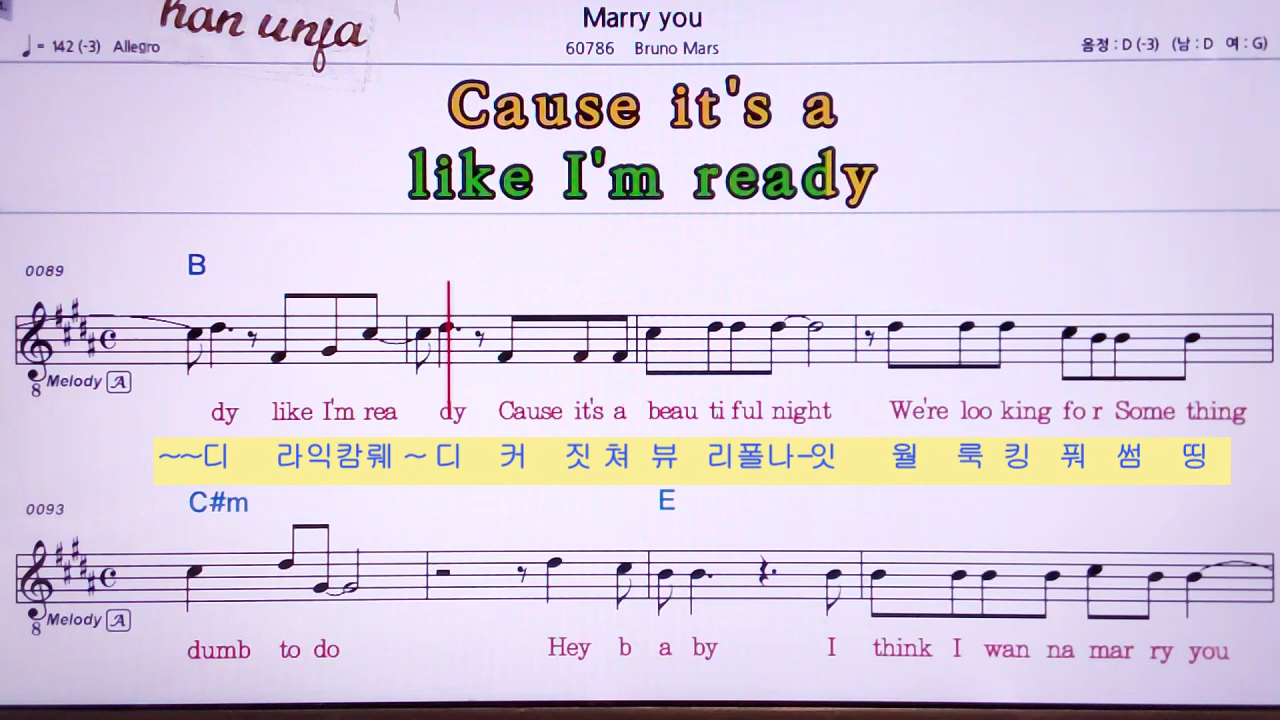 han unfa
Marry you
♩ = 142 (-3) Allegro
60786 Bruno Mars
음정 : D (-3) (남 : D 여 : G)
Cause it's a
like I'm ready
0089
B
8 Melody A
dy like I'm rea dy Cause it's a beau ti ful night We're loo king fo r Some thing
~~디 라익캄뤠 ~ 디 커 짓 쳐 뷰 리폴나-잇 월 룩 킹 풔 썸 띵
0093
C#m E
8 Melody A
dumb to do Hey b a by I think I wan na mar ry you